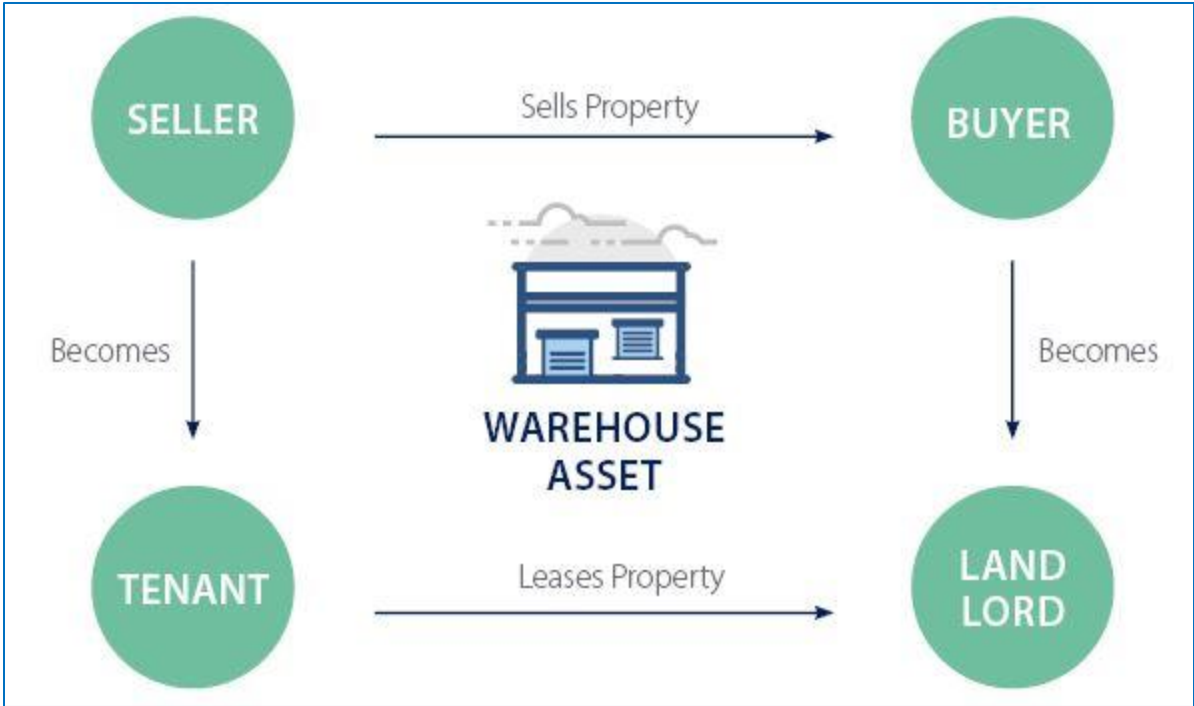 SELLER
Sells Property
BUYER
Becomes
Becomes
WAREHOUSE
ASSET
TENANT
Leases Property
LAND
LORD